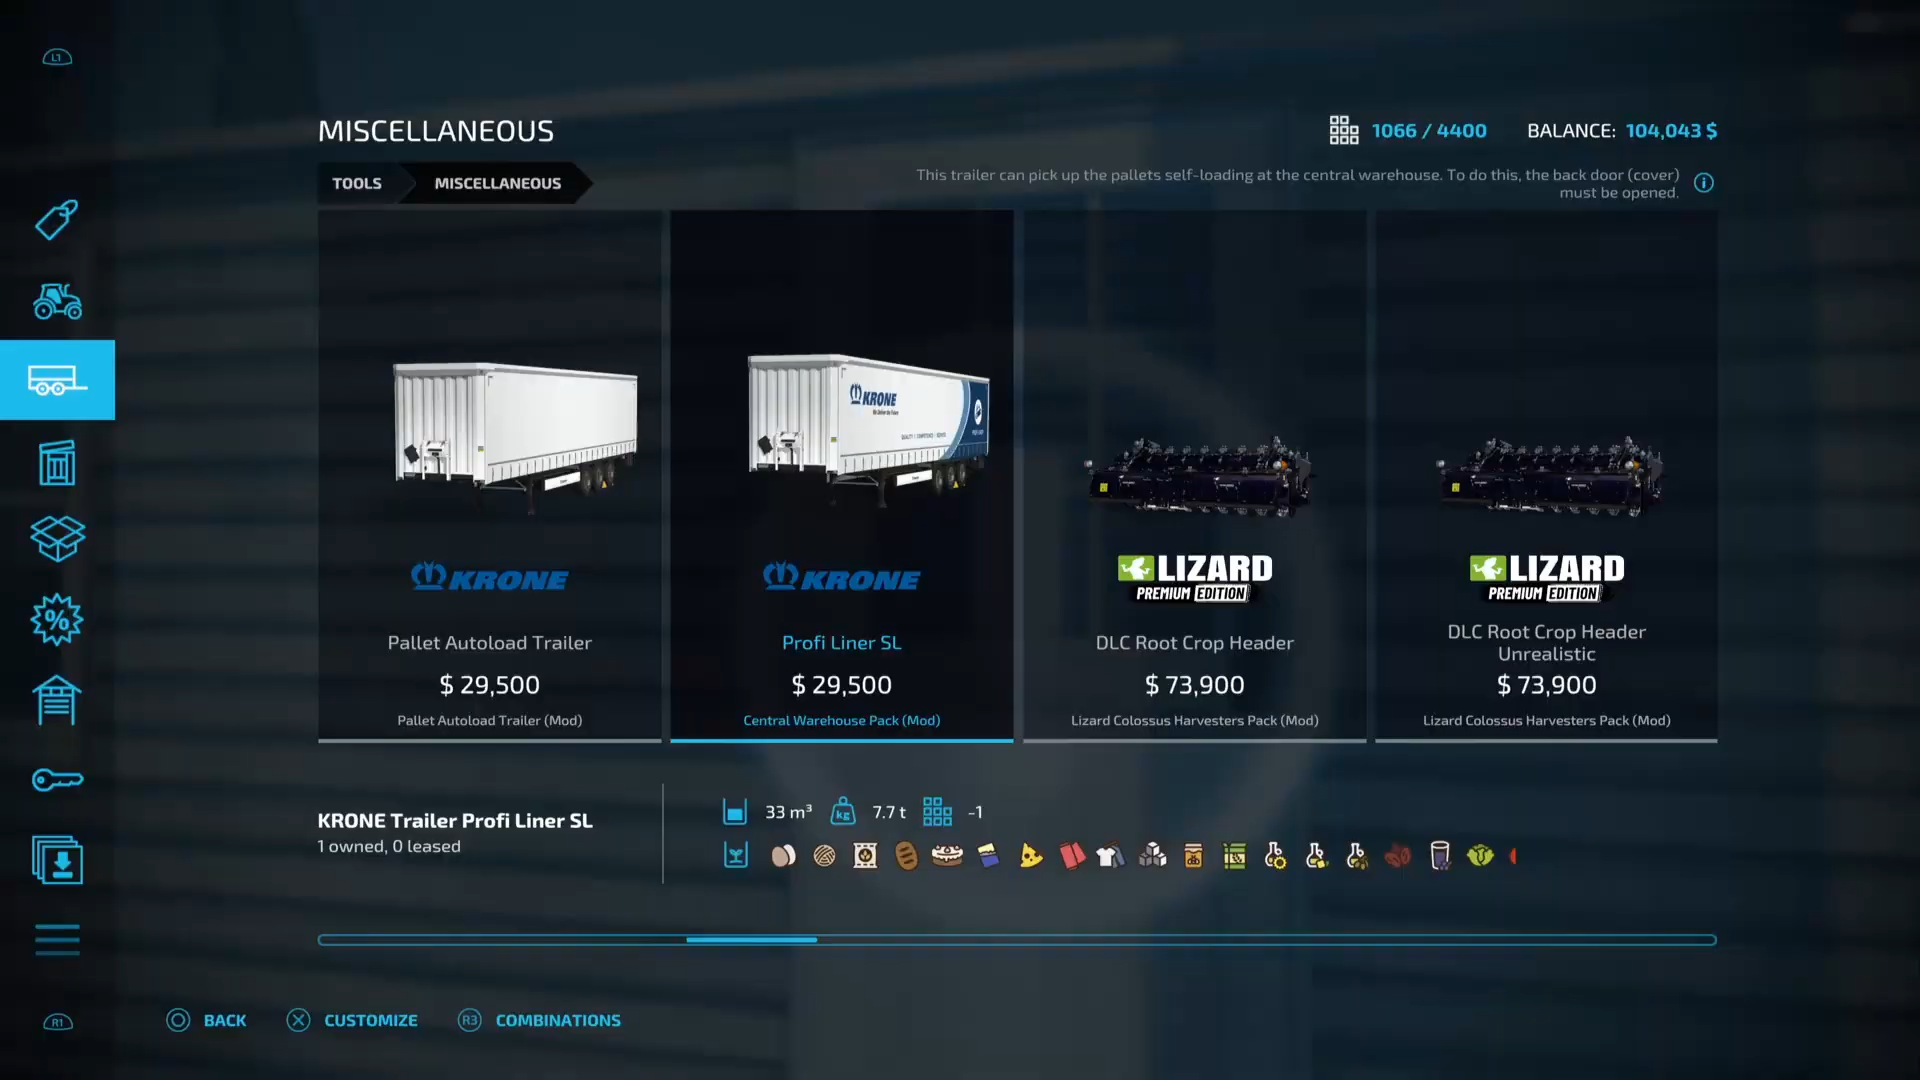 L1
MISCELLANEOUS
1066 / 4400
BALANCE: 104,043 $
TOOLS
MISCELLANEOUS
This trailer can pick up the pallets self-loading at the central warehouse. To do this, the back door (cover)
must be opened.
KRONE
KRONE
Pallet Autoload Trailer
$ 29,500
Pallet Autoload Trailer (Mod)
KRONE
Profi Liner SL
$ 29,500
Central Warehouse Pack (Mod)
LIZARD
PREMIUM EDITION
DLC Root Crop Header
$ 73,900
Lizard Colossus Harvesters Pack (Mod)
LIZARD
PREMIUM EDITION
DLC Root Crop Header
Unrealistic
$ 73,900
Lizard Colossus Harvesters Pack (Mod)
KRONE Trailer Profi Liner SL
1 owned, 0 leased
33 m³
kg
7.7 t
-1
R1
BACK
CUSTOMIZE
R3
COMBINATIONS